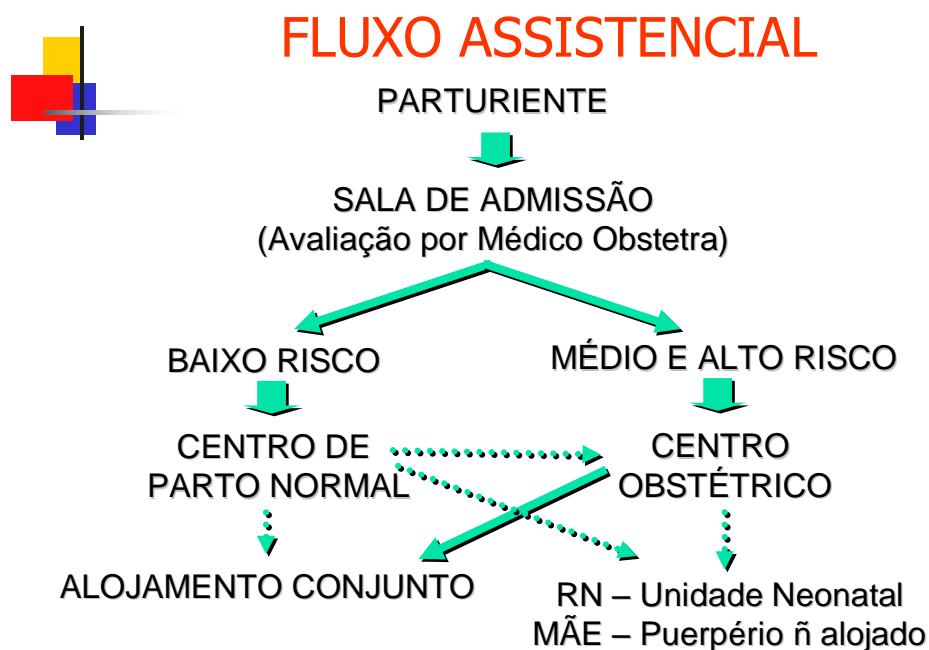 FLUXO ASSISTENCIAL
PARTURIENTE
SALA DE ADMISSÃO
(Avaliação por Médico Obstetra)
BAIXO RISCO
MÉDIO E ALTO RISCO
CENTRO DE
PARTO NORMAL
CENTRO
OBSTÉTRICO
ALOJAMENTO CONJUNTO
RN – Unidade Neonatal
MÃE – Puerpério ñ alojado